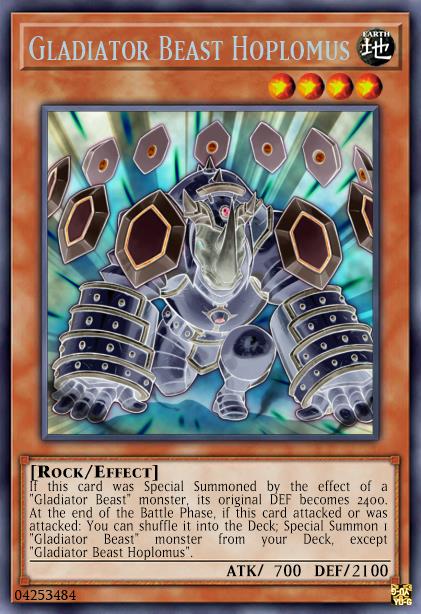 GLADIATOR BEAST HOPLOMUS
EARTH
地
[ROCK/EFFECT]
If this card was Special Summoned by the effect of a
"Gladiator Beast" monster, its original DEF becomes 2400.
At the end of the Battle Phase, if this card attacked or was
attacked: You can shuffle it into the Deck; Special Summon 1
"Gladiator Beast" monster from your Deck, except
"Gladiator Beast Hoplomus".
ATK/ 700 DEF/2100
04253484